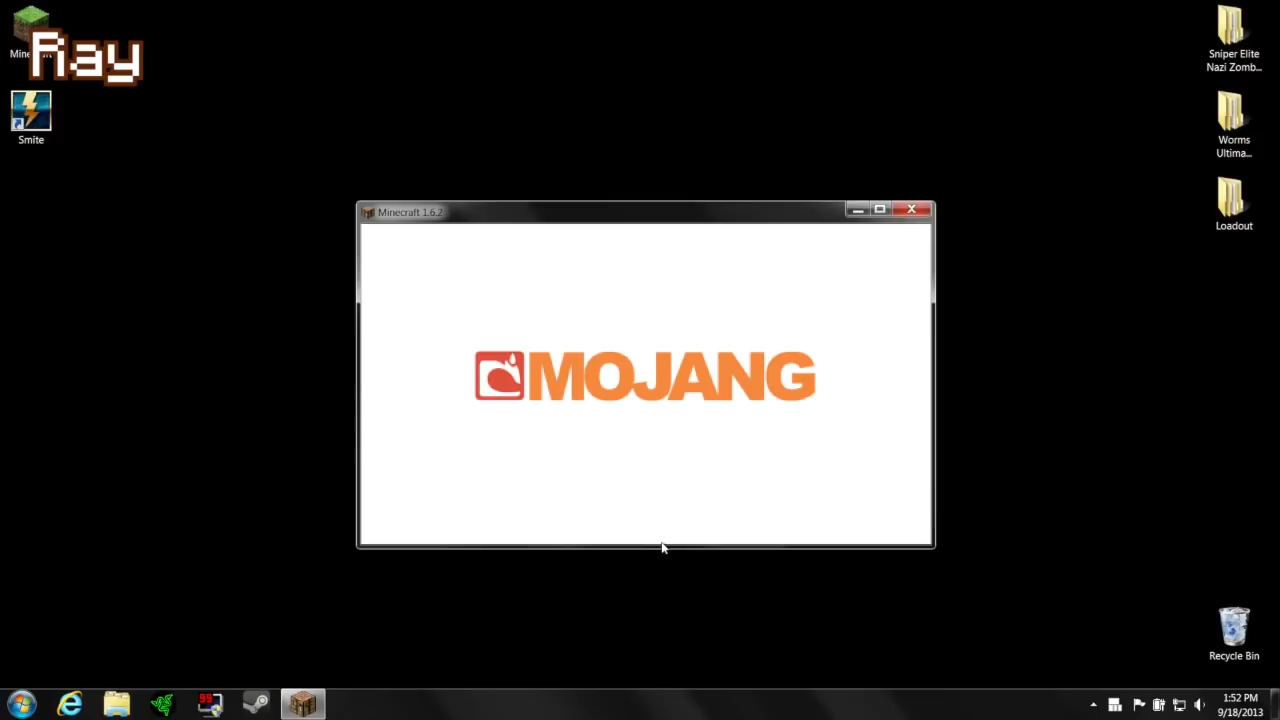 Ray
Smite
Sniper Elite
Nazi Zomb...
Worms
Ultima...
Loadout
Minecraft 1.6.2
MOJANG
Recycle Bin
99
1:52 PM
9/18/2013